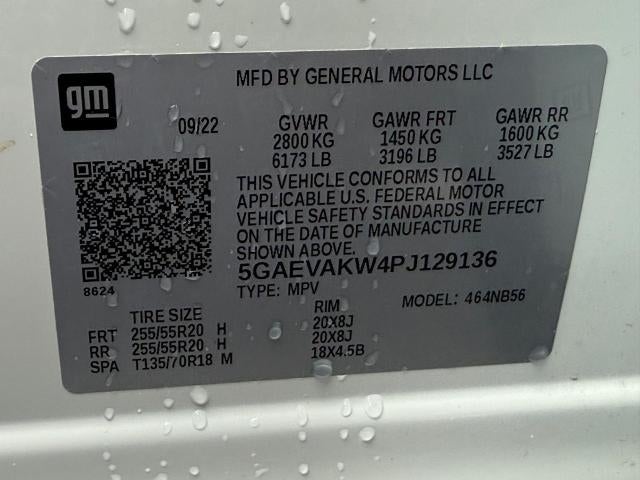 gm
MFD BY GENERAL MOTORS LLC
09/22 GVWR GAWR FRT GAWR RR
2800 KG 1450 KG 1600 KG
6173 LB 3196 LB 3527 LB
THIS VEHICLE CONFORMS TO ALL
APPLICABLE U.S. FEDERAL MOTOR
VEHICLE SAFETY STANDARDS IN EFFECT
ON THE DATE OF MANUFACTURE
SHOWN ABOVE.
5GAEVAKW4PJ129136
8624
TYPE: MPV MODEL: 464NB56
TIRE SIZE RIM
FRT 255/55R20 H 20X8J
RR 255/55R20 H 20X8J
SPA T135/70R18 M 18X4.5B